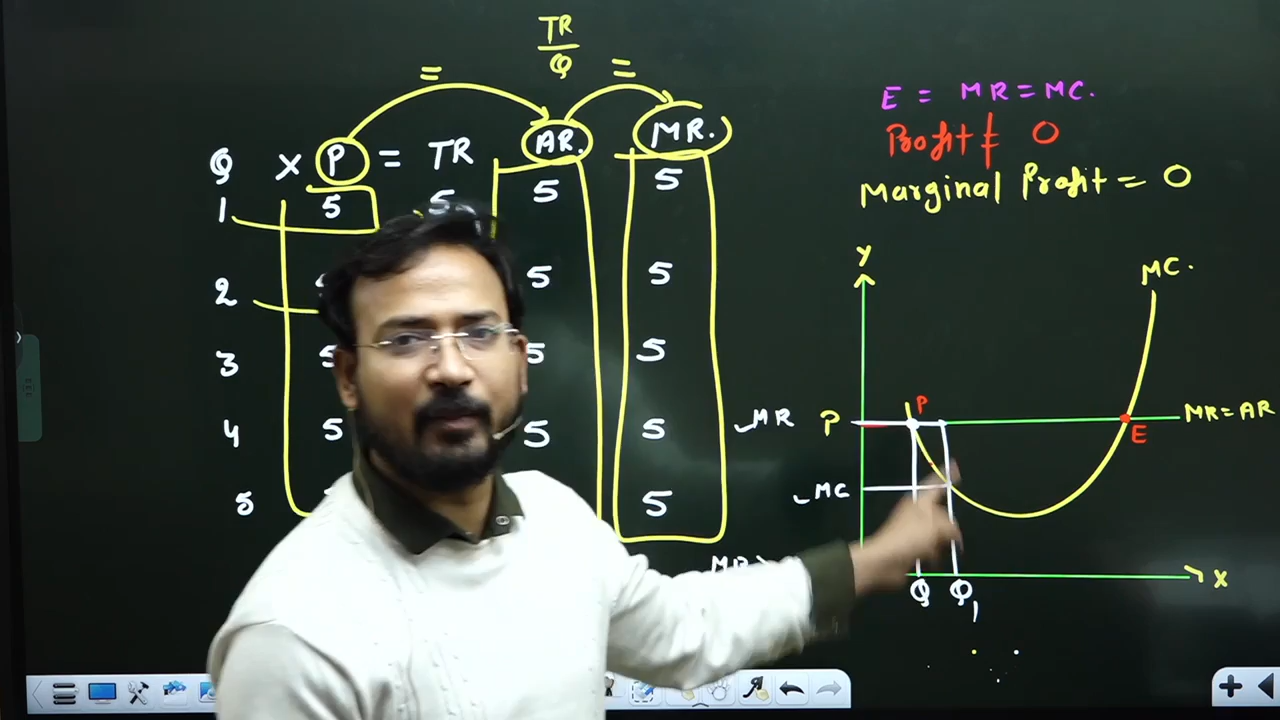 TR
Q
= =
Q x P = TR AR. MR.
1 5 5 5 5
2 5 5
3 5 5 5
4 5 5 5
5 5
E = MR = MC.
Profit ≠ 0
Marginal Profit = 0
Y
MC.
P P MR = AR
E
MR
MC
Q Q1
X